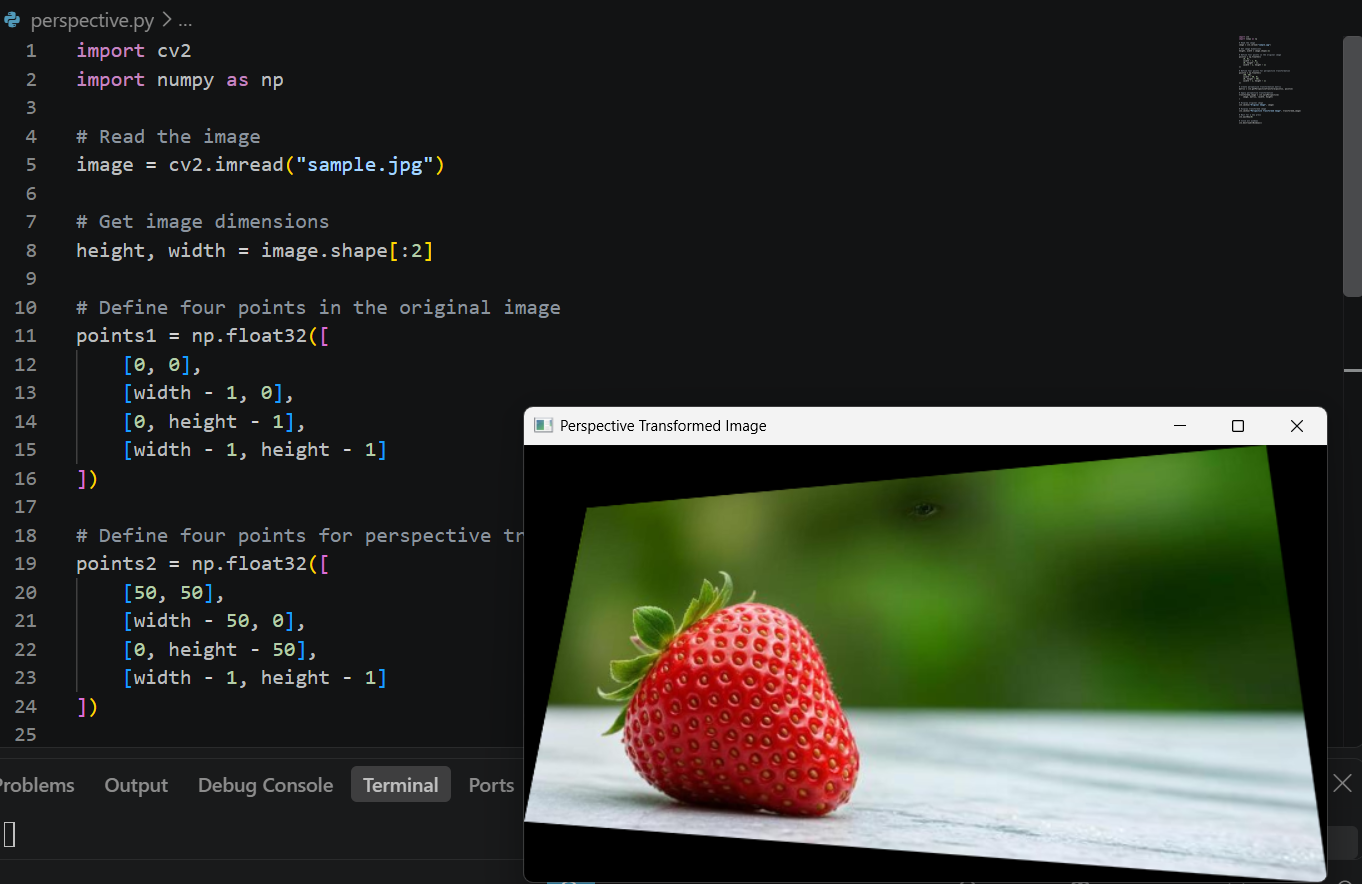 perspective.py > ...
1 import cv2
2 import numpy as np
3
4 # Read the image
5 image = cv2.imread("sample.jpg")
6
7 # Get image dimensions
8 height, width = image.shape[:2]
9
10 # Define four points in the original image
11 points1 = np.float32([
12     [0, 0],
13     [width - 1, 0],
14     [0, height - 1],
15     [width - 1, height - 1]
16 ])
17
18 # Define four points for perspective tr
19 points2 = np.float32([
20     [50, 50],
21     [width - 50, 0],
22     [0, height - 50],
23     [width - 1, height - 1]
24 ])
25
Perspective Transformed Image
Problems Output Debug Console Terminal Ports